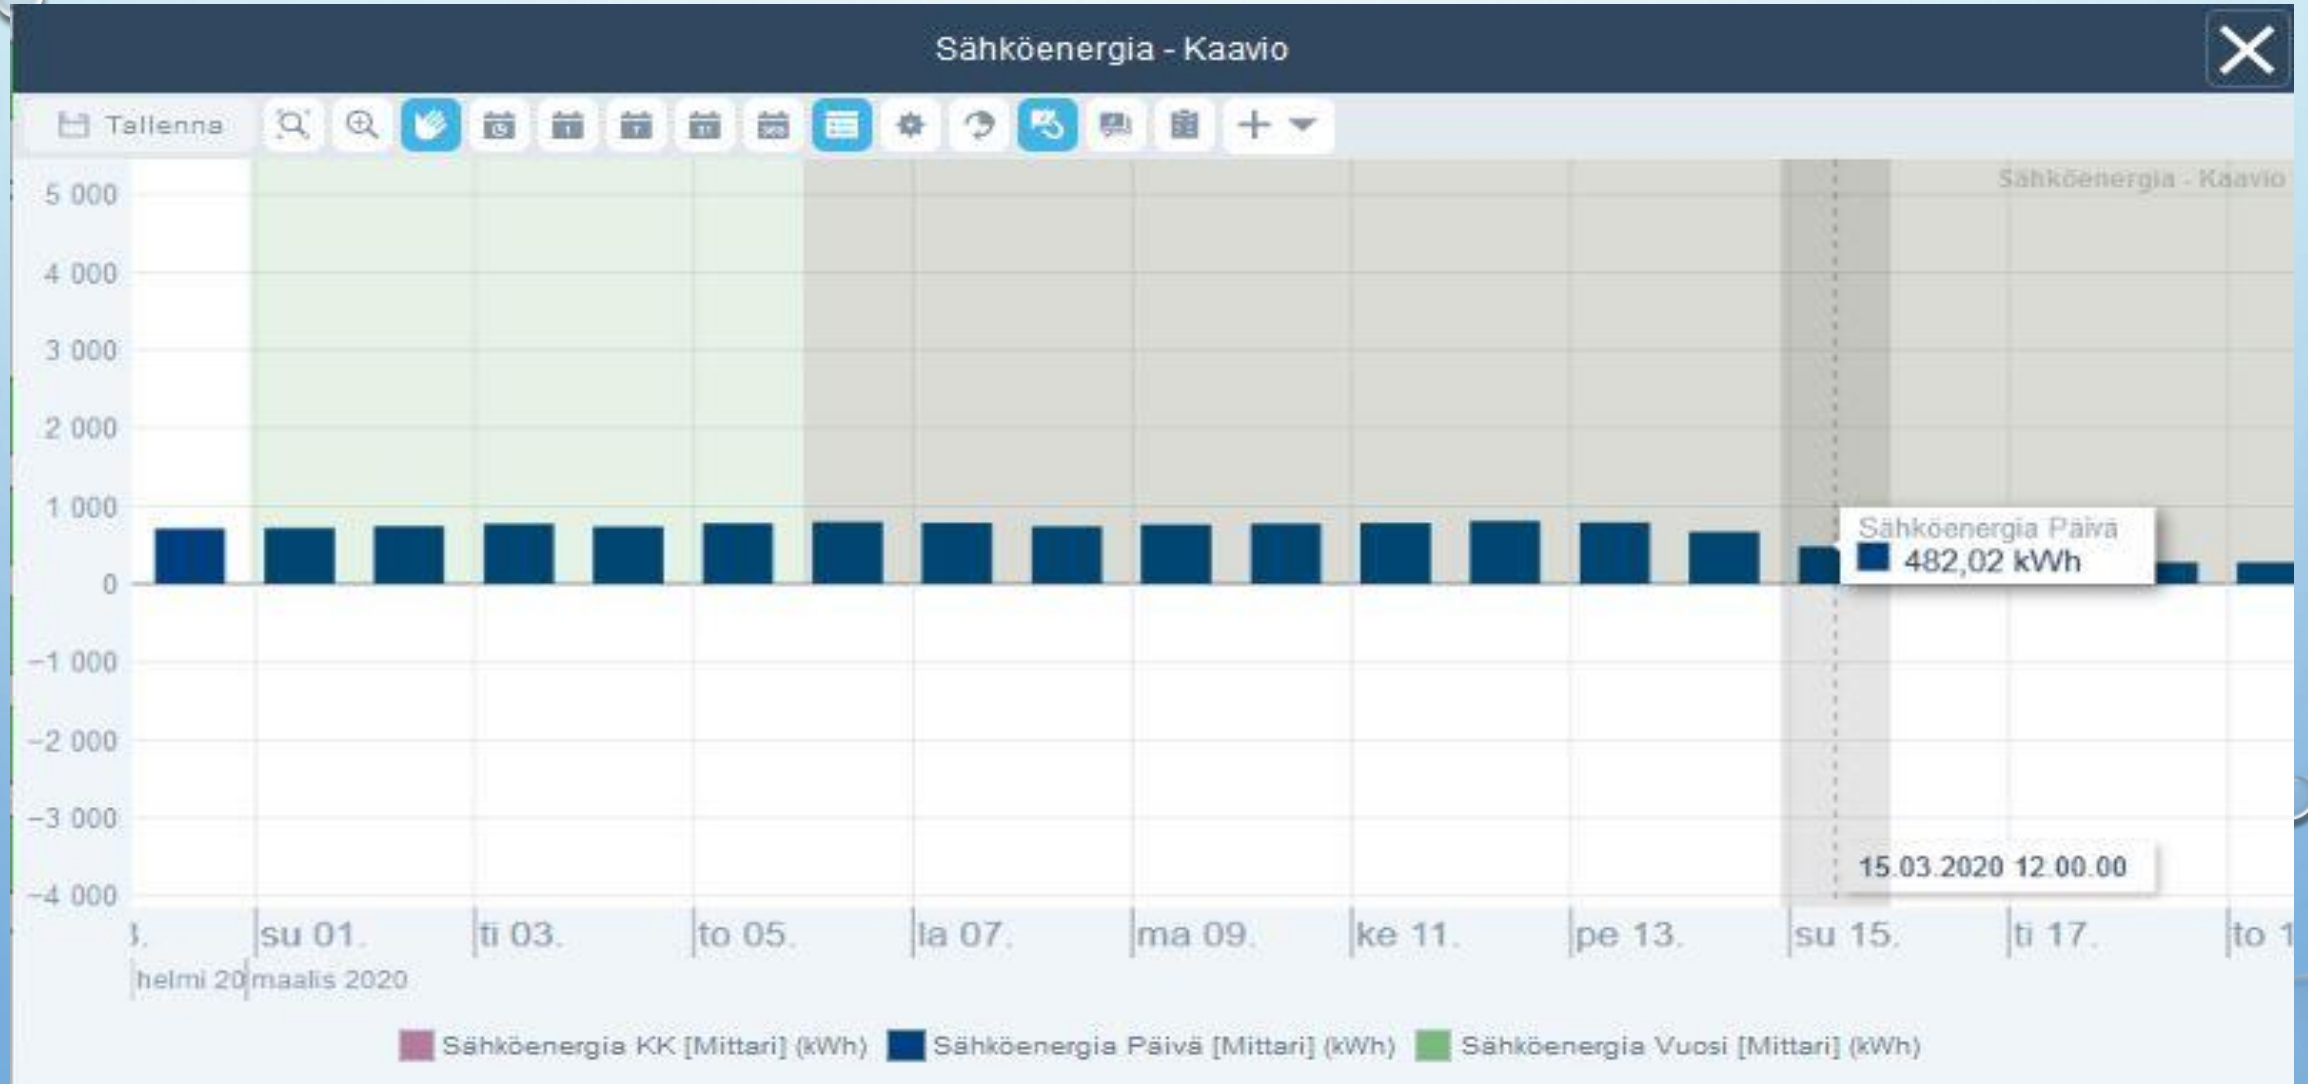 Sähköenergia - Kaavio
Tallenna
Sähköenergia - Kaavio
5 000
4 000
3 000
2 000
1 000
0
−1 000
−2 000
−3 000
−4 000
Sähköenergia Päivä
482,02 kWh
15.03.2020 12.00.00
su 01. ti 03. to 05. la 07. ma 09. ke 11. pe 13. su 15. ti 17. to 1
helmi 20 maalis 2020
Sähköenergia KK [Mittari] (kWh) Sähköenergia Päivä [Mittari] (kWh) Sähköenergia Vuosi [Mittari] (kWh)